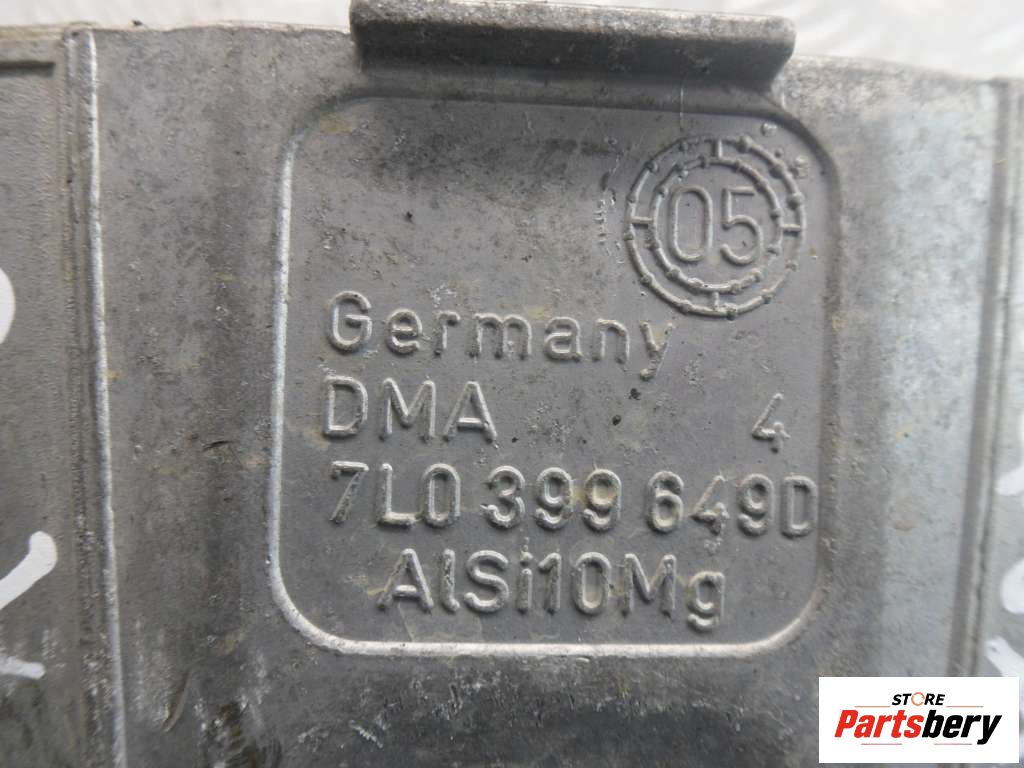 05
Germany
DMA 4
7L0 399 649D
AlSi10Mg
STORE
Partsbery